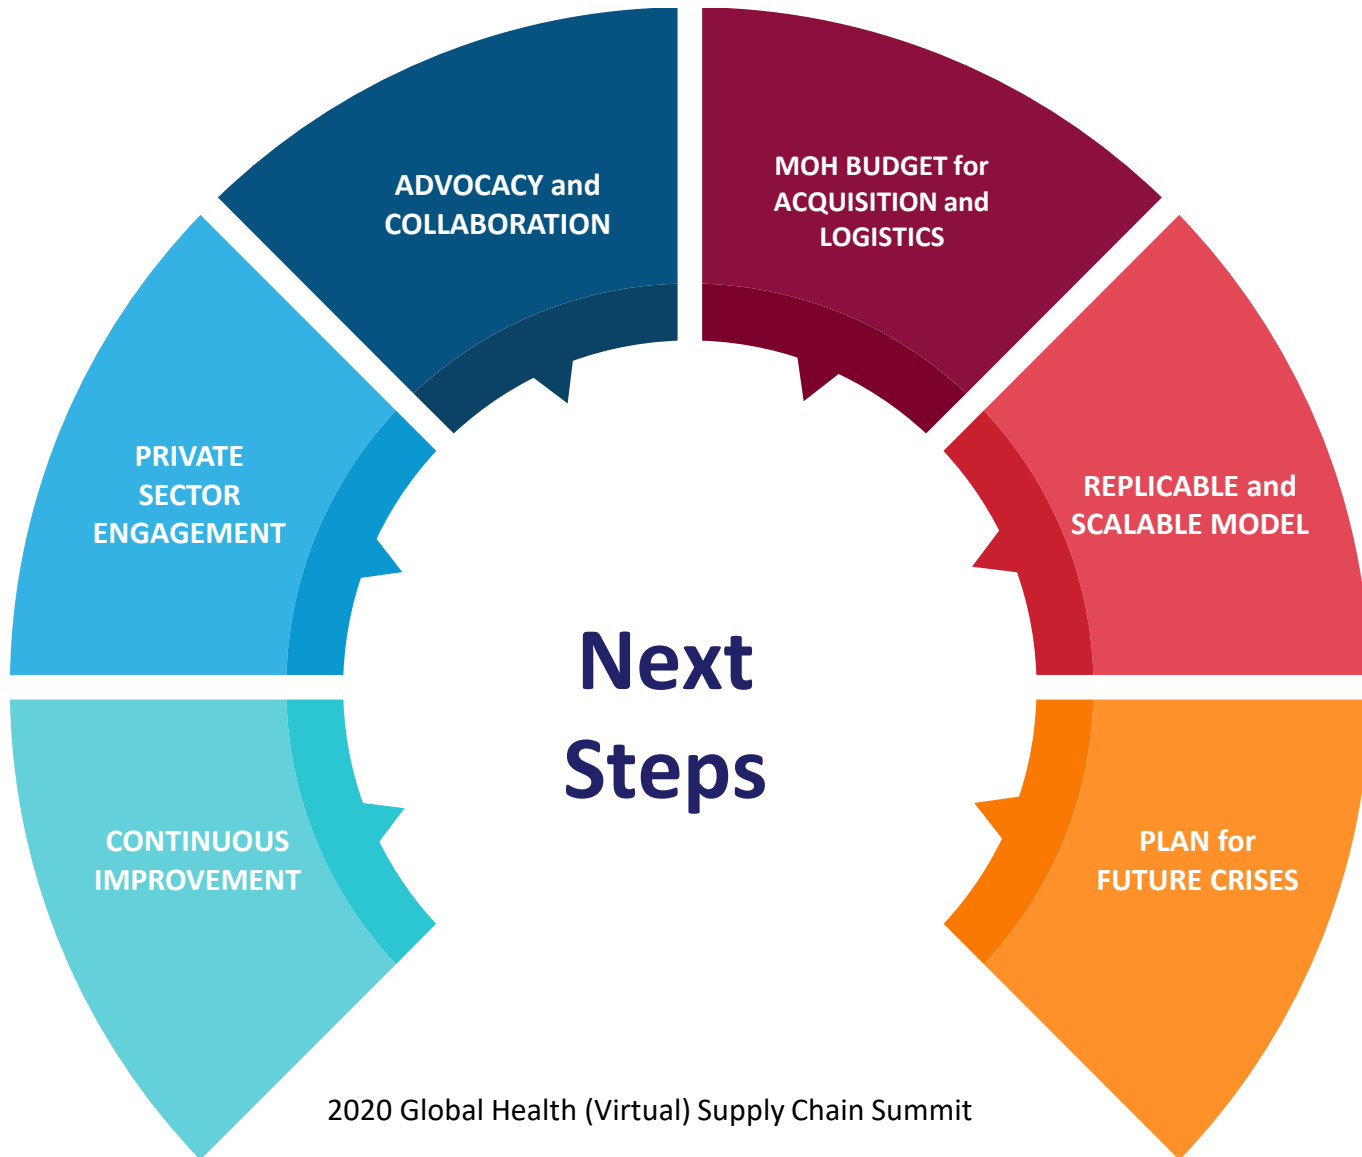 ADVOCACY and
COLLABORATION
MOH BUDGET for
ACQUISITION and
LOGISTICS
PRIVATE
SECTOR
ENGAGEMENT
REPLICABLE and
SCALABLE MODEL
Next
Steps
CONTINUOUS
IMPROVEMENT
PLAN for
FUTURE CRISES
2020 Global Health (Virtual) Supply Chain Summit